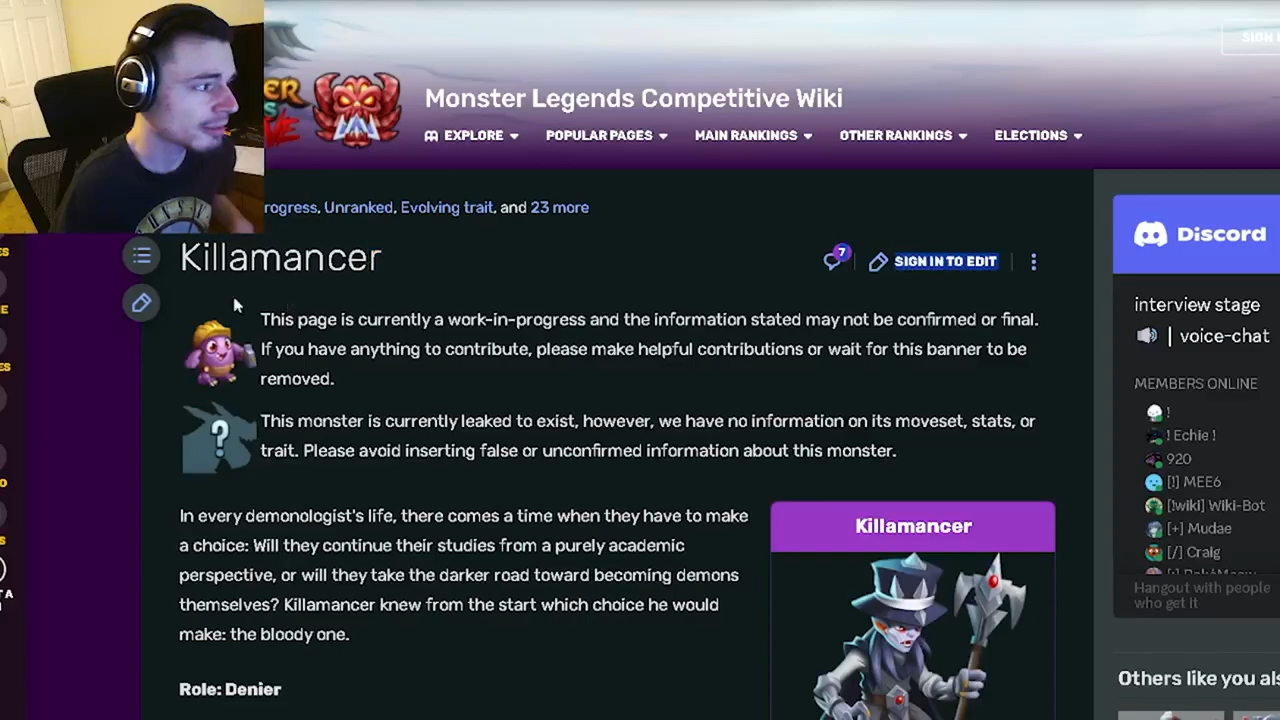 SIGN
Monster Legends Competitive Wiki
EXPLORE POPULAR PAGES MAIN RANKINGS OTHER RANKINGS ELECTIONS
Unranked, Evolving trait, and 23 more
Killamancer
7
SIGN IN TO EDIT
This page is currently a work-in-progress and the information stated may not be confirmed or final.
If you have anything to contribute, please make helpful contributions or wait for this banner to be
removed.
This monster is currently leaked to exist, however, we have no information on its moveset, stats, or
trait. Please avoid inserting false or unconfirmed information about this monster.
In every demonologist's life, there comes a time when they have to make
a choice: Will they continue their studies from a purely academic
perspective, or will they take the darker road toward becoming demons
themselves? Killamancer knew from the start which choice he would
make: the bloody one.
Role: Denier
Killamancer
Discord
interview stage
| voice-chat
MEMBERS ONLINE
!
! Echie !
920
[!] MEE6
[!wiki] Wiki-Bot
[+] Mudae
[/] Craig
Hangout with people
who get it
Others like you